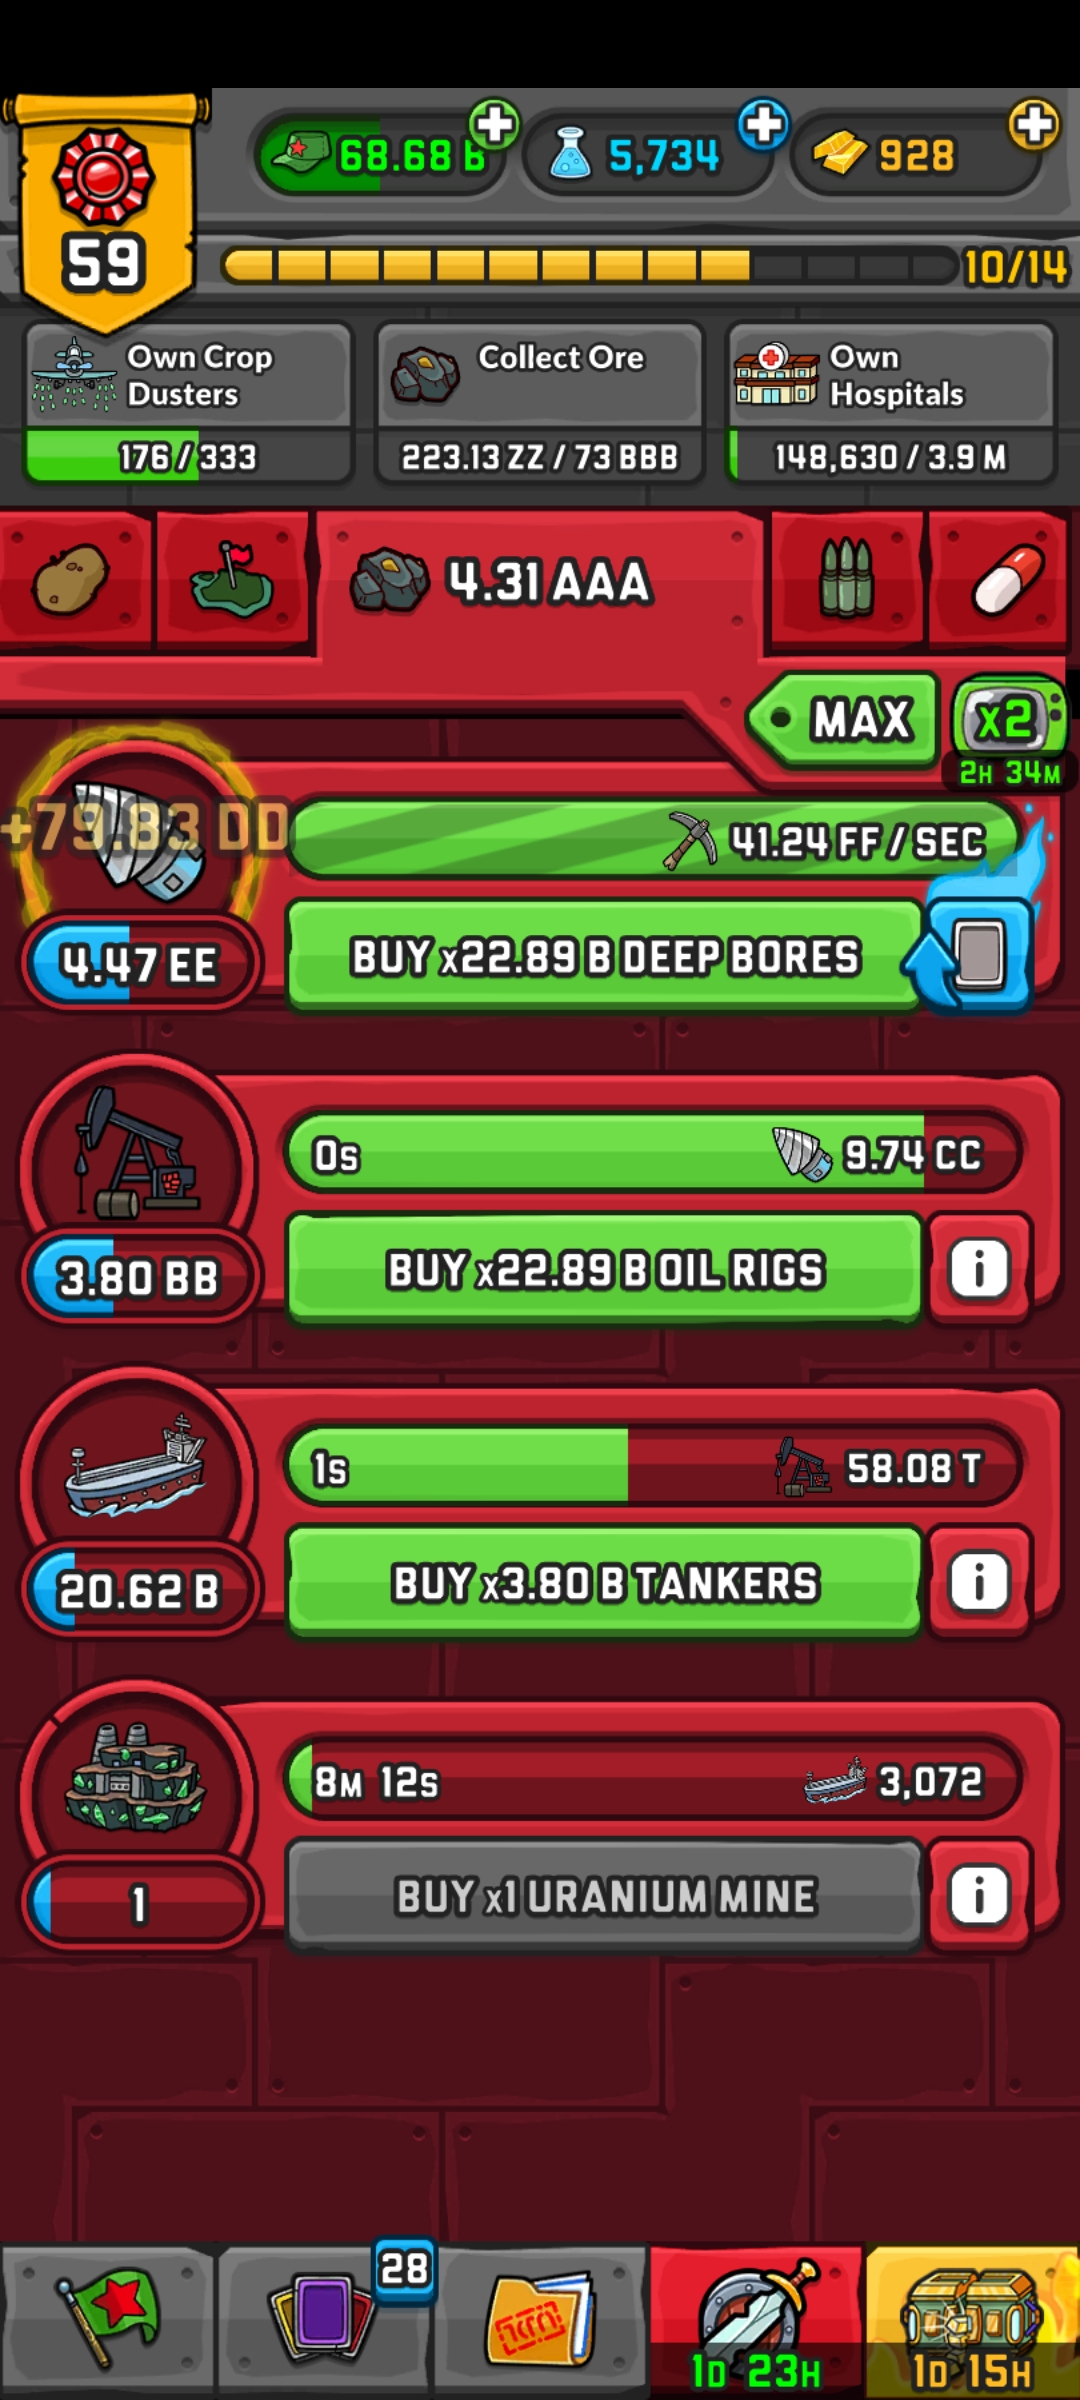 68.68 B
5,734
928
59
10/14
Own Crop
Dusters
176 / 333
Collect Ore
223.13 ZZ / 73 BBB
Own
Hospitals
148,630 / 3.9 M
4.31 AAA
MAX
x2
2H 34M
+79.83 DD
41.24 FF / SEC
4.47 EE
BUY x22.89 B DEEP BORES
0s
9.74 CC
3.80 BB
BUY x22.89 B OIL RIGS
i
1s
58.08 T
20.62 B
BUY x3.80 B TANKERS
i
8M 12s
3,072
1
BUY x1 URANIUM MINE
i
28
1D 23H
1D 15H